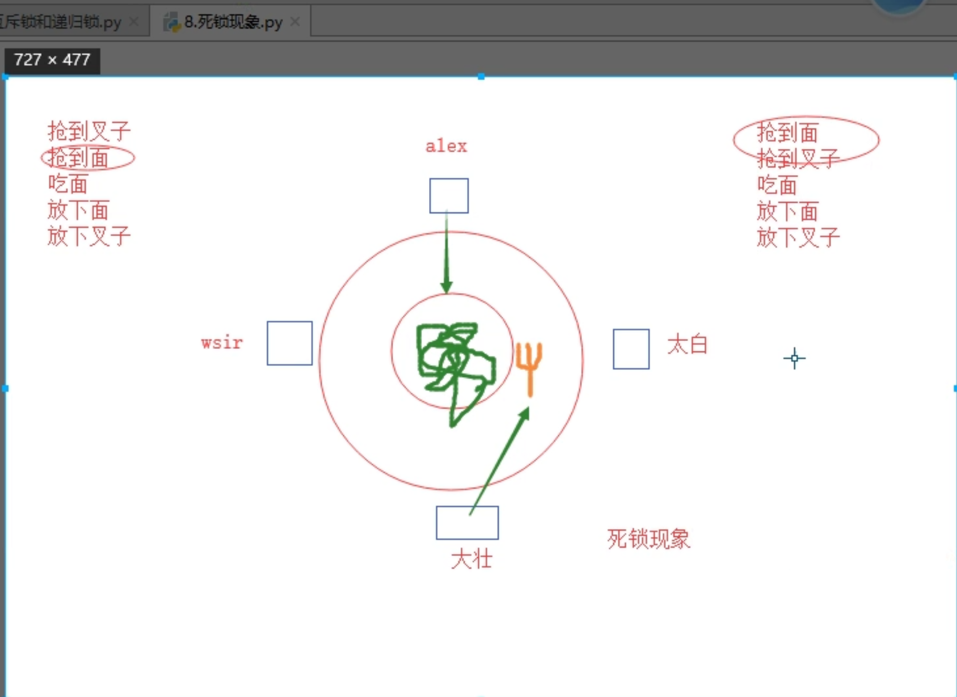 斥锁和递归锁.py
8.死锁现象.py
727 × 477
抢到叉子
抢到面
吃面
放下面
放下叉子
alex
抢到面
抢到叉子
吃面
放下面
放下叉子
wsir
太白
大壮
死锁现象